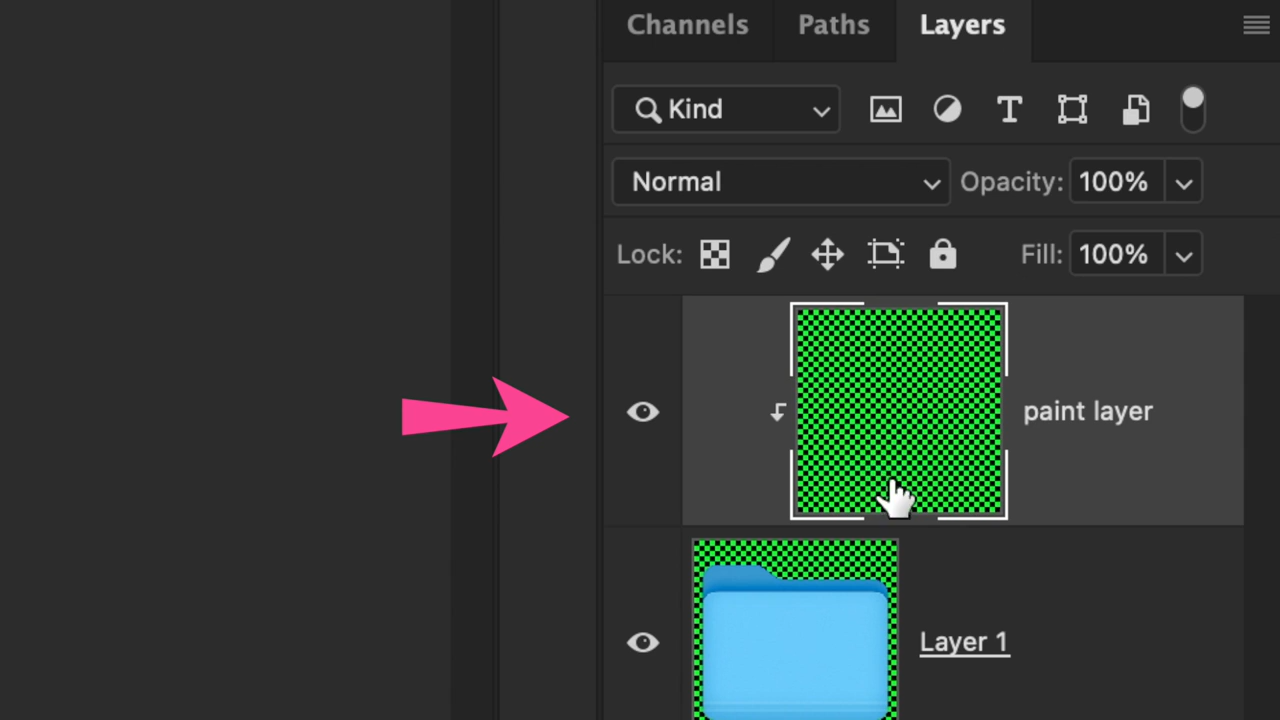 Channels Paths Layers
Kind
Normal Opacity: 100%
Lock: Fill: 100%
paint layer
Layer 1